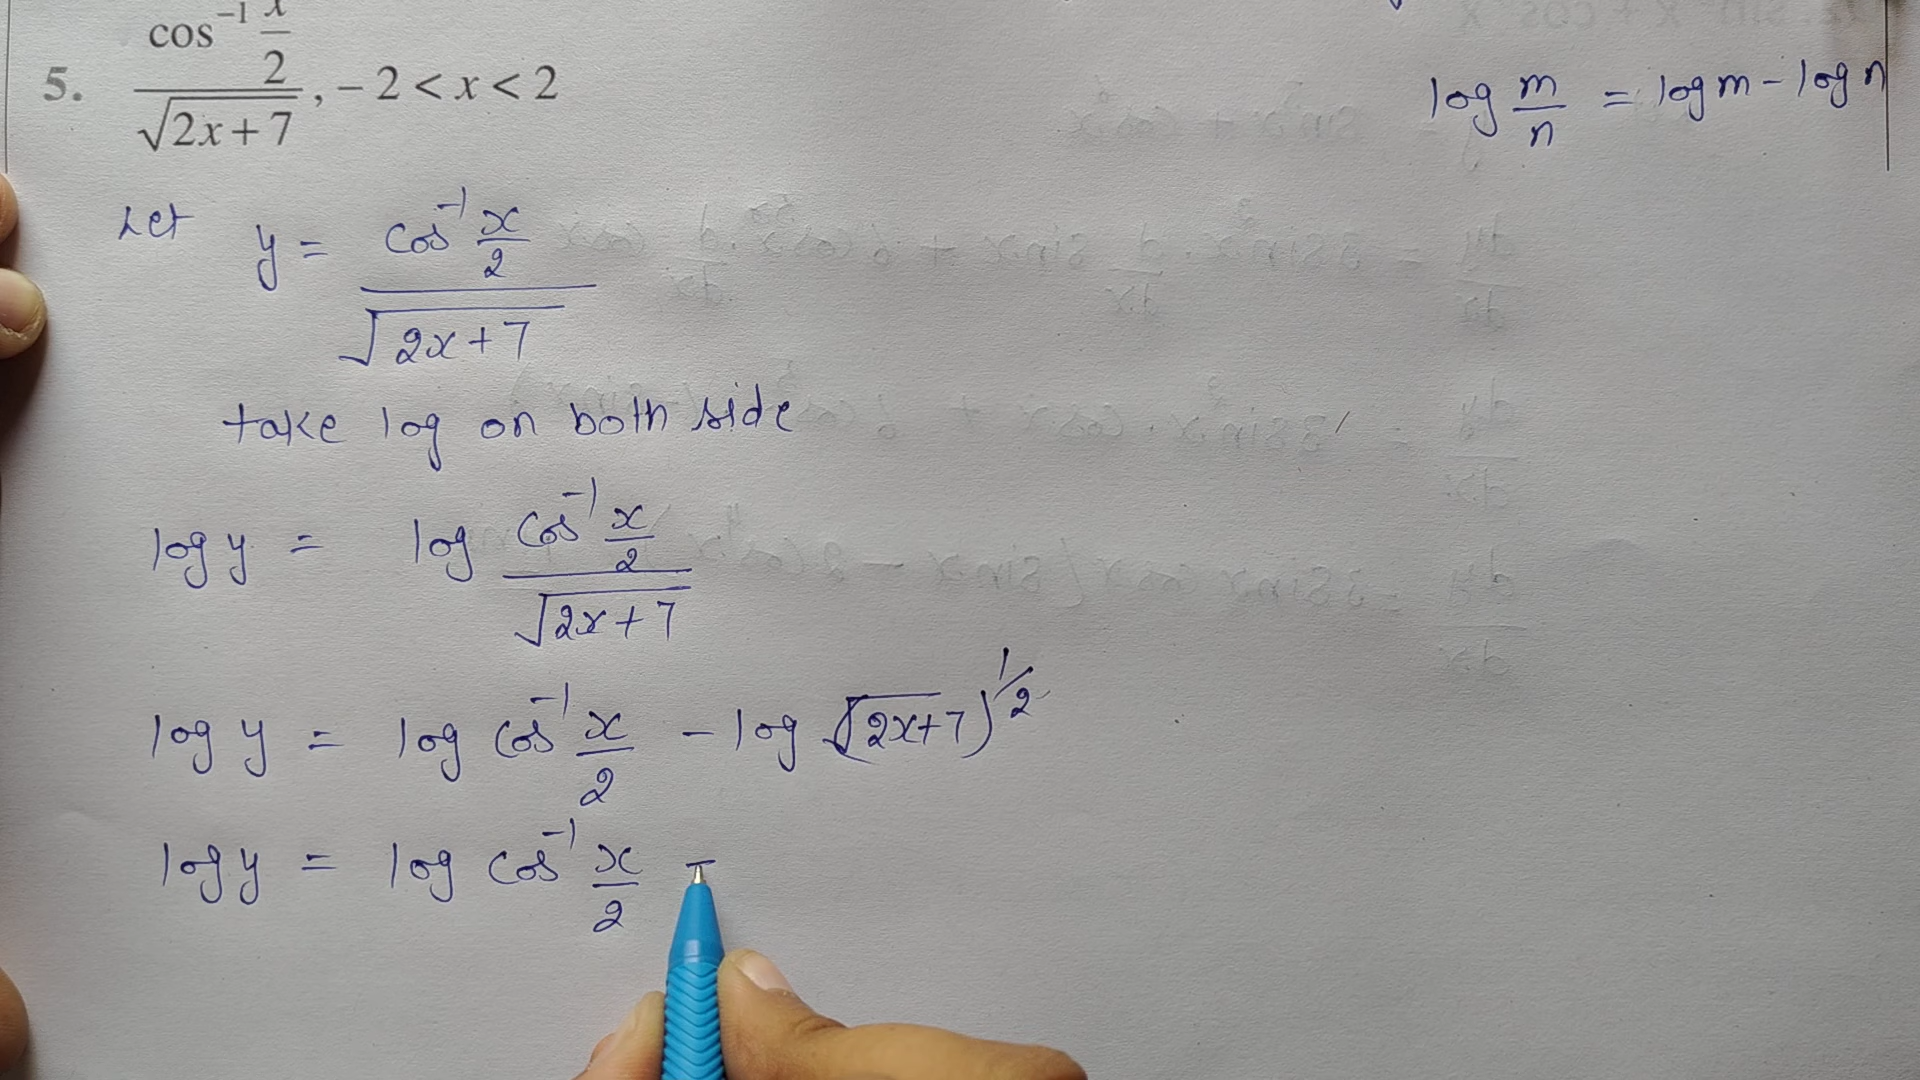 5. cos⁻¹ x/2 / √2x+7 , – 2 < x < 2
log m/n = log m - log n
Let y = cos⁻¹ x/2 / √2x+7
take log on both side
log y = log cos⁻¹ x/2 / √2x+7
log y = log cos⁻¹ x/2 - log √(2x+7)^1/2
log y = log cos⁻¹ x/2 -